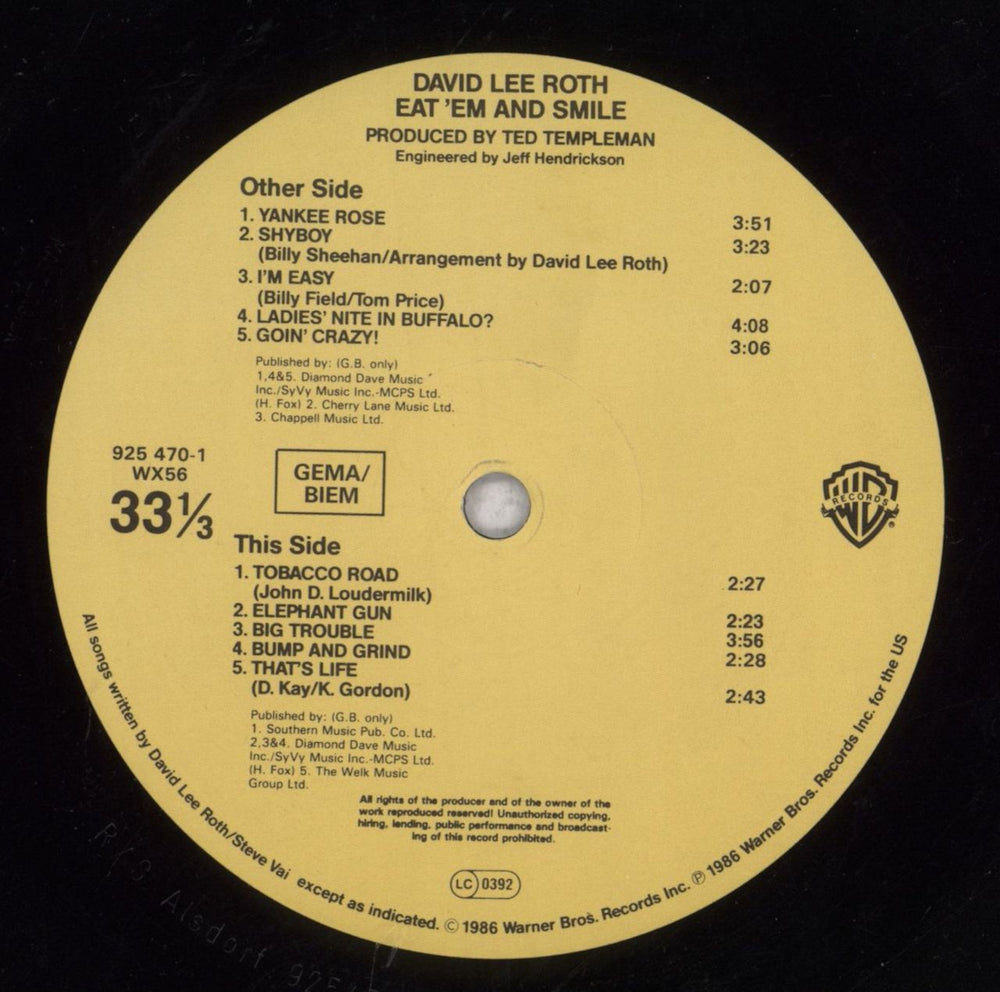 DAVID LEE ROTH
EAT 'EM AND SMILE
PRODUCED BY TED TEMPLEMAN
Engineered by Jeff Hendrickson
Other Side
1. YANKEE ROSE 3:51
2. SHYBOY 3:23
(Billy Sheehan/Arrangement by David Lee Roth)
3. I'M EASY 2:07
(Billy Field/Tom Price)
4. LADIES' NITE IN BUFFALO? 4:08
5. GOIN' CRAZY! 3:06
Published by: (G.B. only)
1,4&5. Diamond Dave Music
Inc./SyVy Music Inc.-MCPS Ltd.
(H. Fox) 2. Cherry Lane Music Ltd.
3. Chappell Music Ltd.
925 470-1
WX56
33⅓
GEMA/
BIEM
WB
RECORDS
®
This Side
1. TOBACCO ROAD 2:27
(John D. Loudermilk)
2. ELEPHANT GUN 2:23
3. BIG TROUBLE 3:56
4. BUMP AND GRIND 2:28
5. THAT'S LIFE
(D. Kay/K. Gordon) 2:43
Published by: (G.B. only)
1. Southern Music Pub. Co. Ltd.
2,3&4. Diamond Dave Music
Inc./SyVy Music Inc.-MCPS Ltd.
(H. Fox) 5. The Welk Music
Group Ltd.
All rights of the producer and of the owner of the
work reproduced reserved! Unauthorized copying,
hiring, lending, public performance and broadcast-
ing of this record prohibited.
LC 0392
All songs written by David Lee Roth/Steve Vai except as indicated. © 1986 Warner Bros. Records Inc. ℗ 1986 Warner Bros. Records Inc. for the US
R/KS Alsdorf